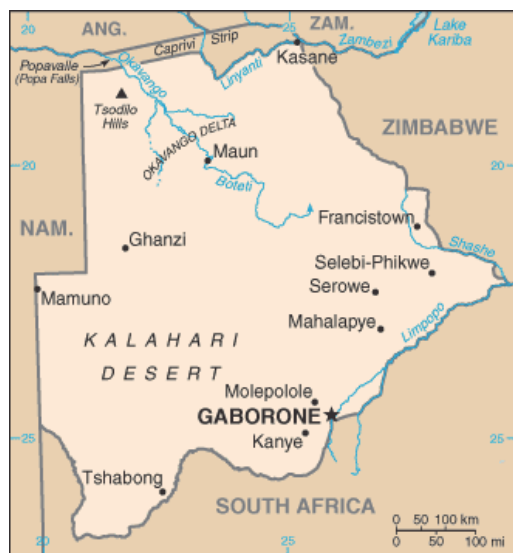 ANG.
ZAM.
20
25
Lake
Kariba
Caprivi Strip
Zambezi
Popavalle
(Popa Falls)
Okavango
Linyanti
Kasane
Tsodilo
Hills
ZIMBABWE
OKAVANGO DELTA
20
Maun
20
Boteti
NAM.
Francistown
Ghanzi
Shashe
Selebi-Phikwe
Mamuno
Serowe
Limpopo
Mahalapye
KALAHARI
DESERT
Molepolole
GABORONE
25
Kanye
25
Tshabong
SOUTH AFRICA
0 50 100 km
0 50 100 mi
20
25